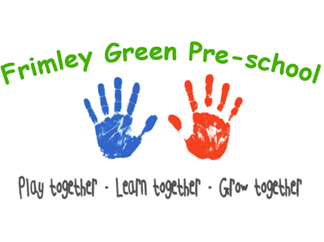 Frimley Green Pre-school
Play together · Learn together · Grow together